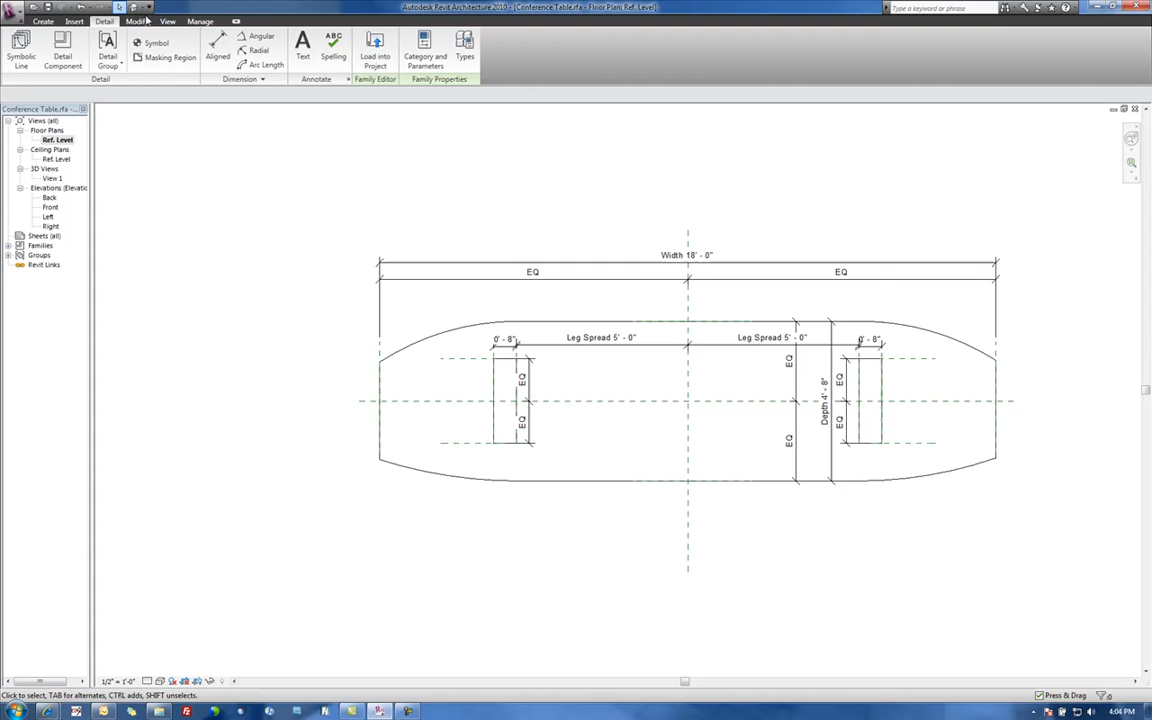 Autodesk Revit Architecture 2010 - [Conference Table.rfa - Floor Plan: Ref. Level]
Type a keyword or phrase
Create Insert Detail Modify View Manage
Symbolic Line
Detail Component
Detail Group
Symbol
Masking Region
Aligned
Angular
Radial
Arc Length
Text
Spelling
Load into Project
Category and Parameters
Types
Detail Dimension Annotate Family Editor Family Properties
Conference Table.rfa -...
Views (all)
Floor Plans
Ref. Level
Ceiling Plans
Ref. Level
3D Views
View 1
Elevations (Elevatio
Back
Front
Left
Right
Sheets (all)
Families
Groups
Revit Links
Width 18' - 0"
EQ EQ
0' - 8" Leg Spread 5' - 0" Leg Spread 5' - 0" 0' - 8"
EQ EQ EQ
Depth 4' - 8"
EQ EQ EQ
1/2" = 1'-0"
Click to select, TAB for alternates, CTRL adds, SHIFT unselects.
Press & Drag
:0
4:04 PM